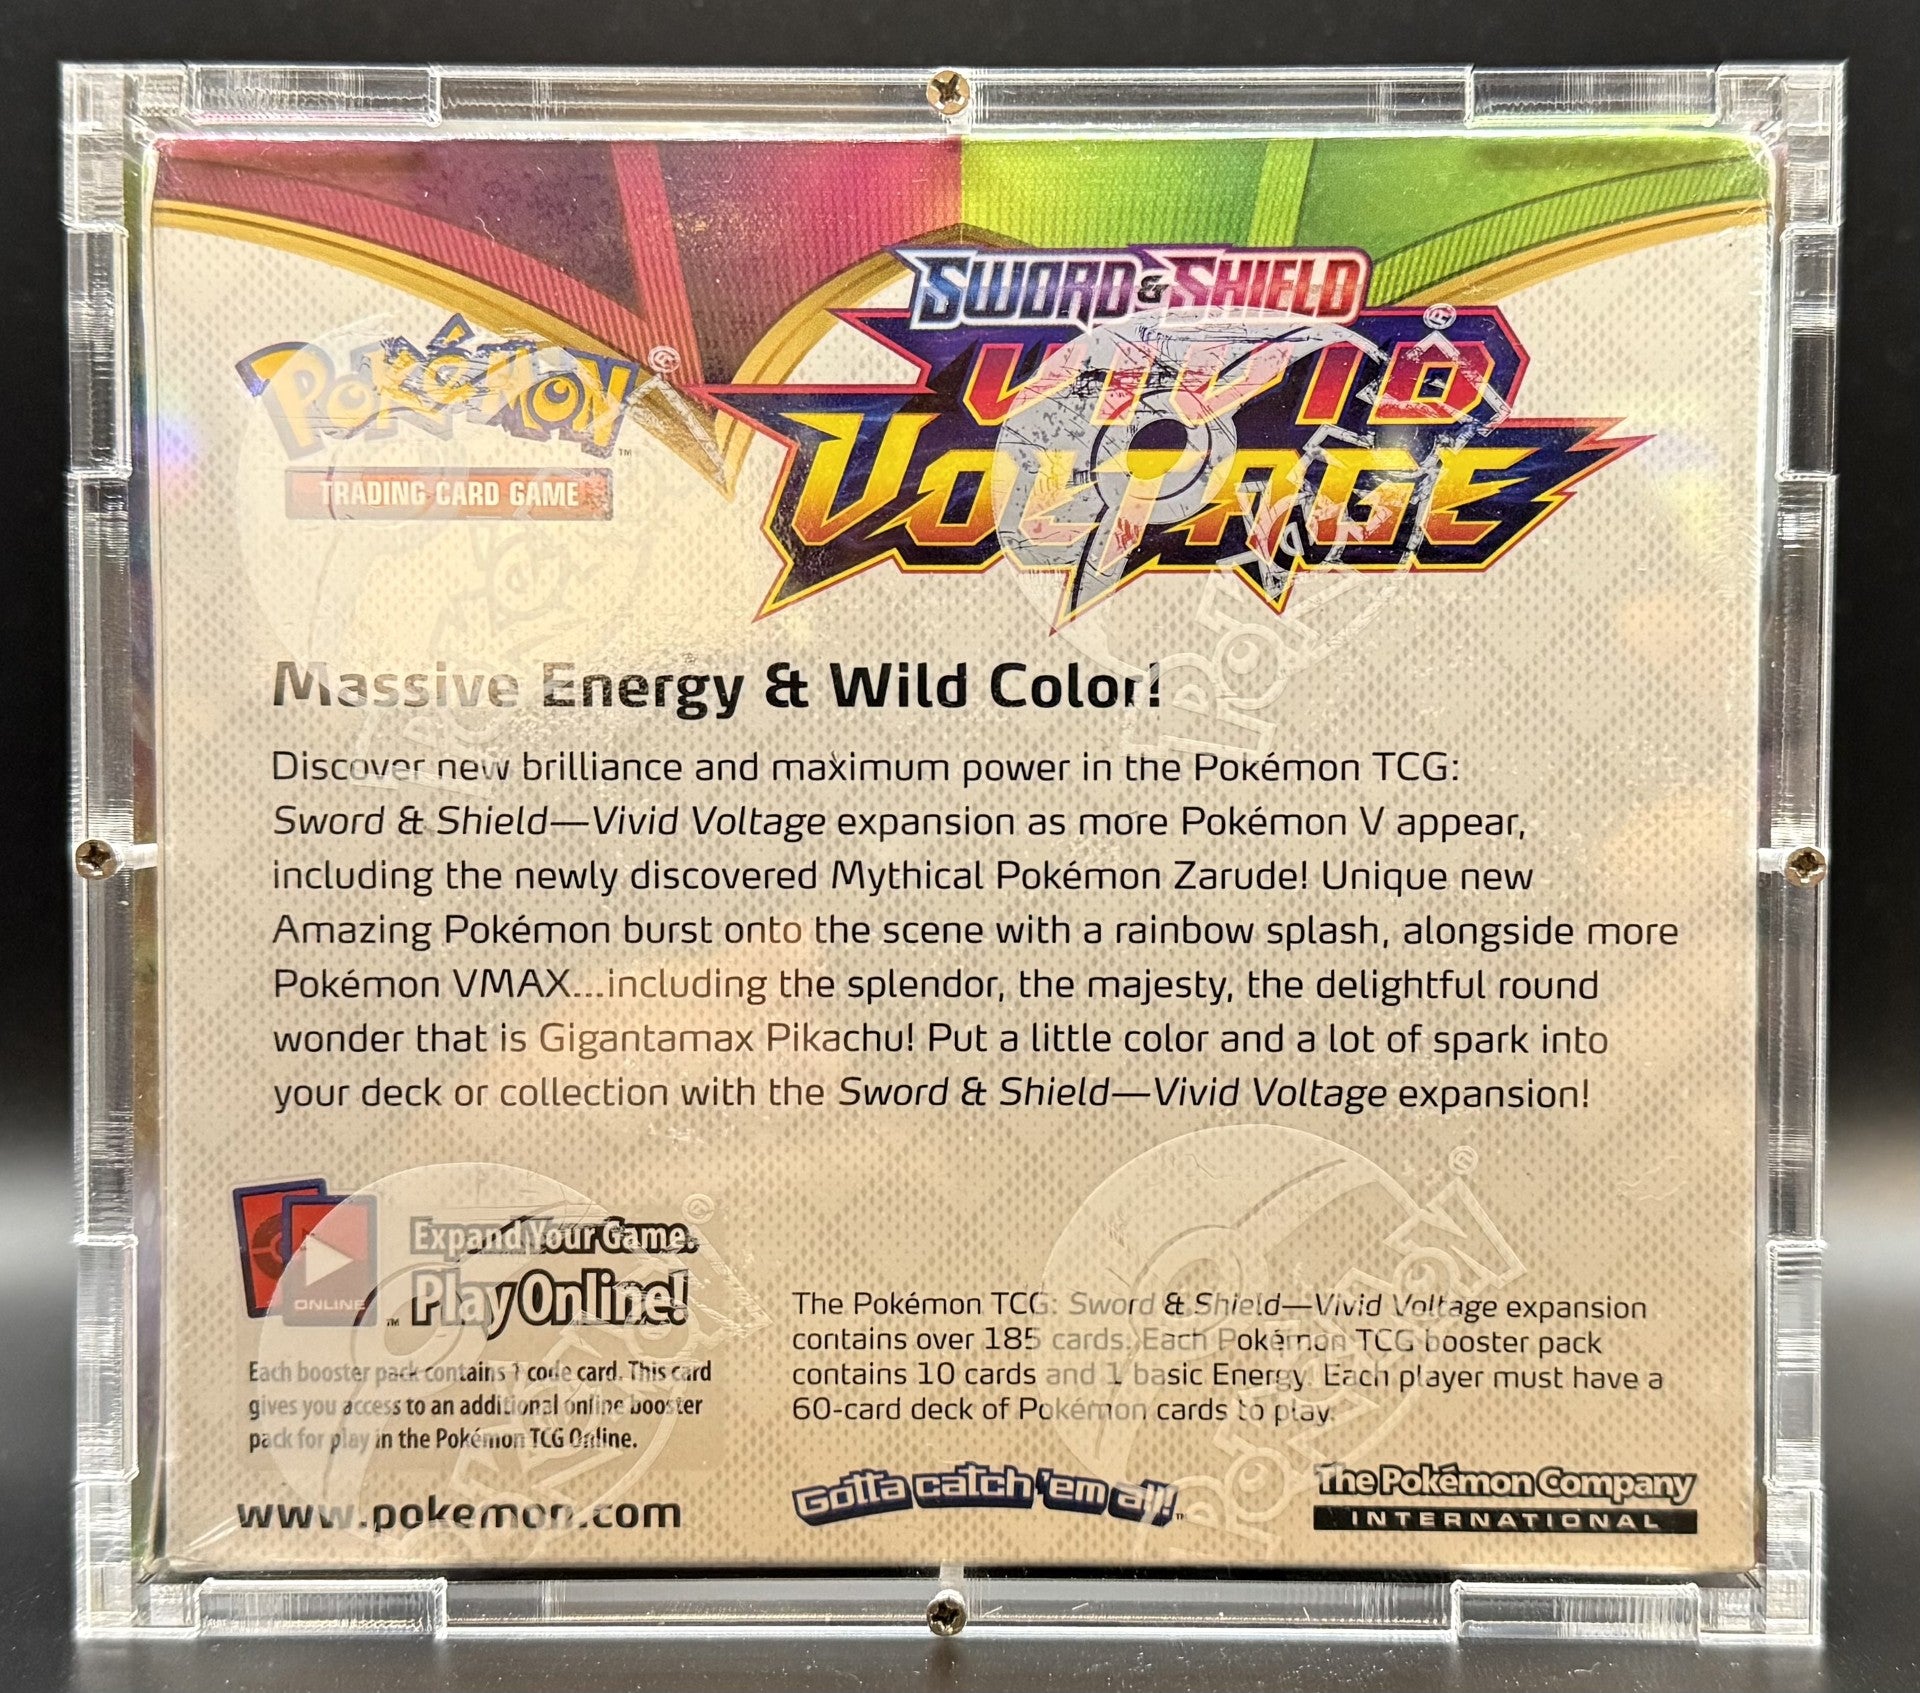 SWORD & SHIELD
VIVID
VOLTAGE
POKéMON
TRADING CARD GAME
Massive Energy & Wild Color!
Discover new brilliance and maximum power in the Pokémon TCG:
Sword & Shield—Vivid Voltage expansion as more Pokémon V appear,
including the newly discovered Mythical Pokémon Zarude! Unique new
Amazing Pokémon burst onto the scene with a rainbow splash, alongside more
Pokémon VMAX...including the splendor, the majesty, the delightful round
wonder that is Gigantamax Pikachu! Put a little color and a lot of spark into
your deck or collection with the Sword & Shield—Vivid Voltage expansion!
ONLINE™
Expand Your Game.
Play Online!
Each booster pack contains 1 code card. This card
gives you access to an additional online booster
pack for play in the Pokémon TCG Online.
www.pokemon.com
The Pokémon TCG: Sword & Shield—Vivid Voltage expansion
contains over 185 cards. Each Pokémon TCG booster pack
contains 10 cards and 1 basic Energy. Each player must have a
60-card deck of Pokémon cards to play.
Gotta catch 'em all!™
The Pokémon Company
INTERNATIONAL